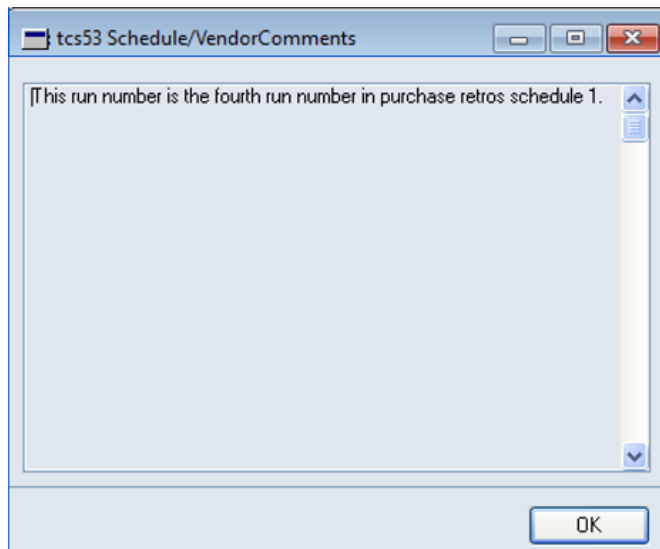 tcs53 Schedule/VendorComments
This run number is the fourth run number in purchase retros schedule 1.
OK